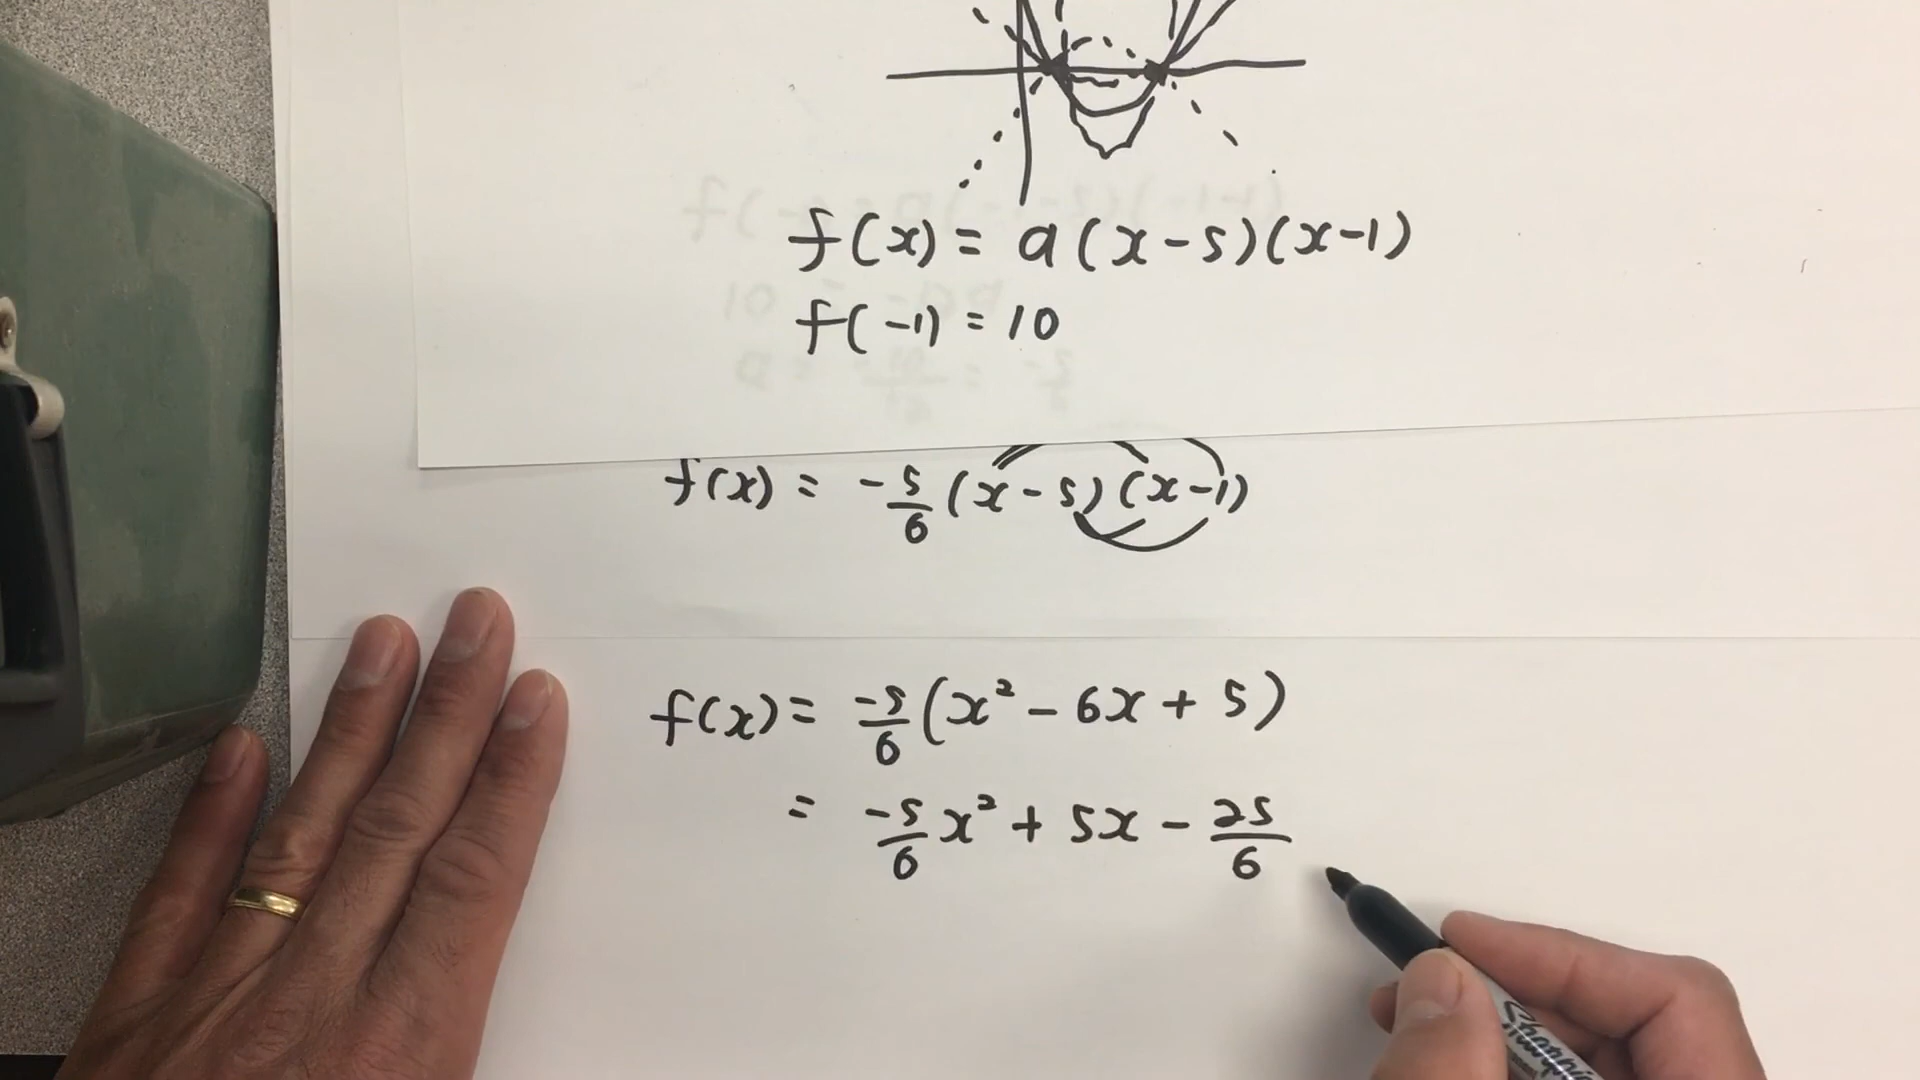 f(x) = a(x-5)(x-1)
f(-1) = 10
f(x) = -5/6 (x-5)(x-1)
f(x) = -5/6 (x² - 6x + 5)
= -5/6 x² + 5x - 25/6
Sharpie